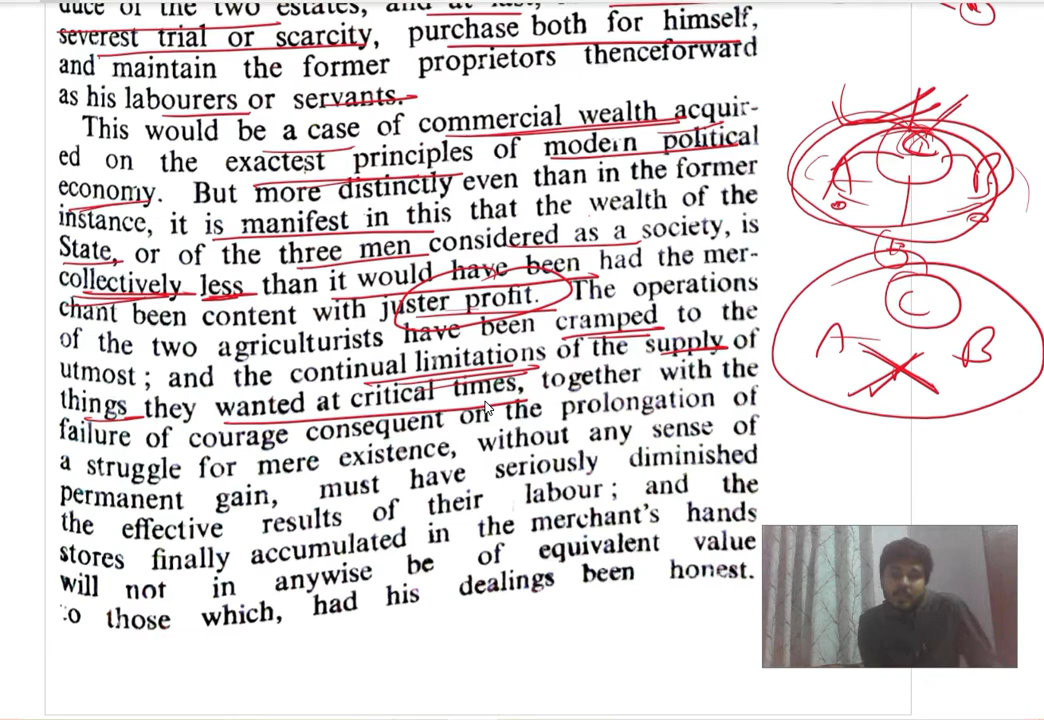 duce of the two estates, and at last,
severest trial or scarcity, purchase both for himself,
and maintain the former proprietors thenceforward
as his labourers or servants.
This would be a case of commercial wealth acquir-
ed on the exactest principles of modern political
economy. But more distinctly even than in the former
instance, it is manifest in this that the wealth of the
State, or of the three men considered as a society, is
collectively less than it would have been had the mer-
chant been content with juster profit. The operations
of the two agriculturists have been cramped to the
utmost; and the continual limitations of the supply of
things they wanted at critical times, together with the
failure of courage consequent on the prolongation of
a struggle for mere existence, without any sense of
permanent gain, must have seriously diminished
the effective results of their labour; and the
stores finally accumulated in the merchant's hands
will not in anywise be of equivalent value
to those which, had his dealings been honest.
A B
C
A B